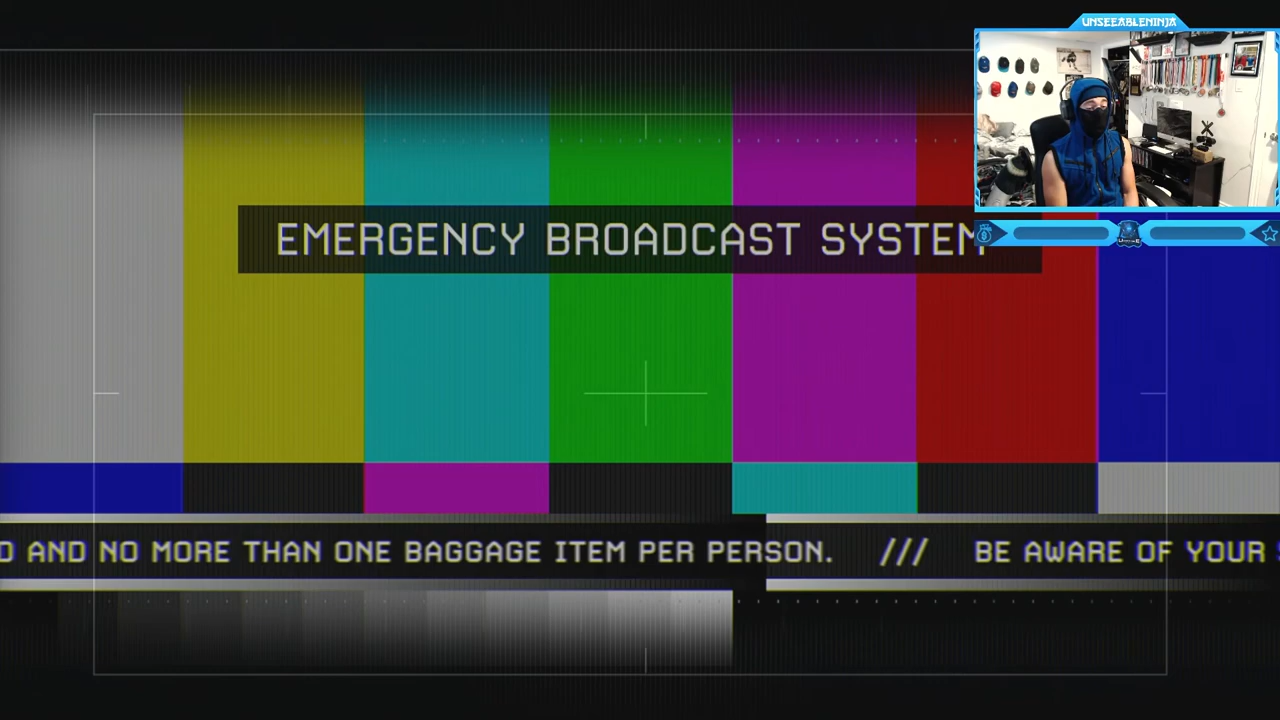 UNSEEABLENINJA
EMERGENCY BROADCAST SYSTEM
AND NO MORE THAN ONE BAGGAGE ITEM PER PERSON. /// BE AWARE OF YOUR